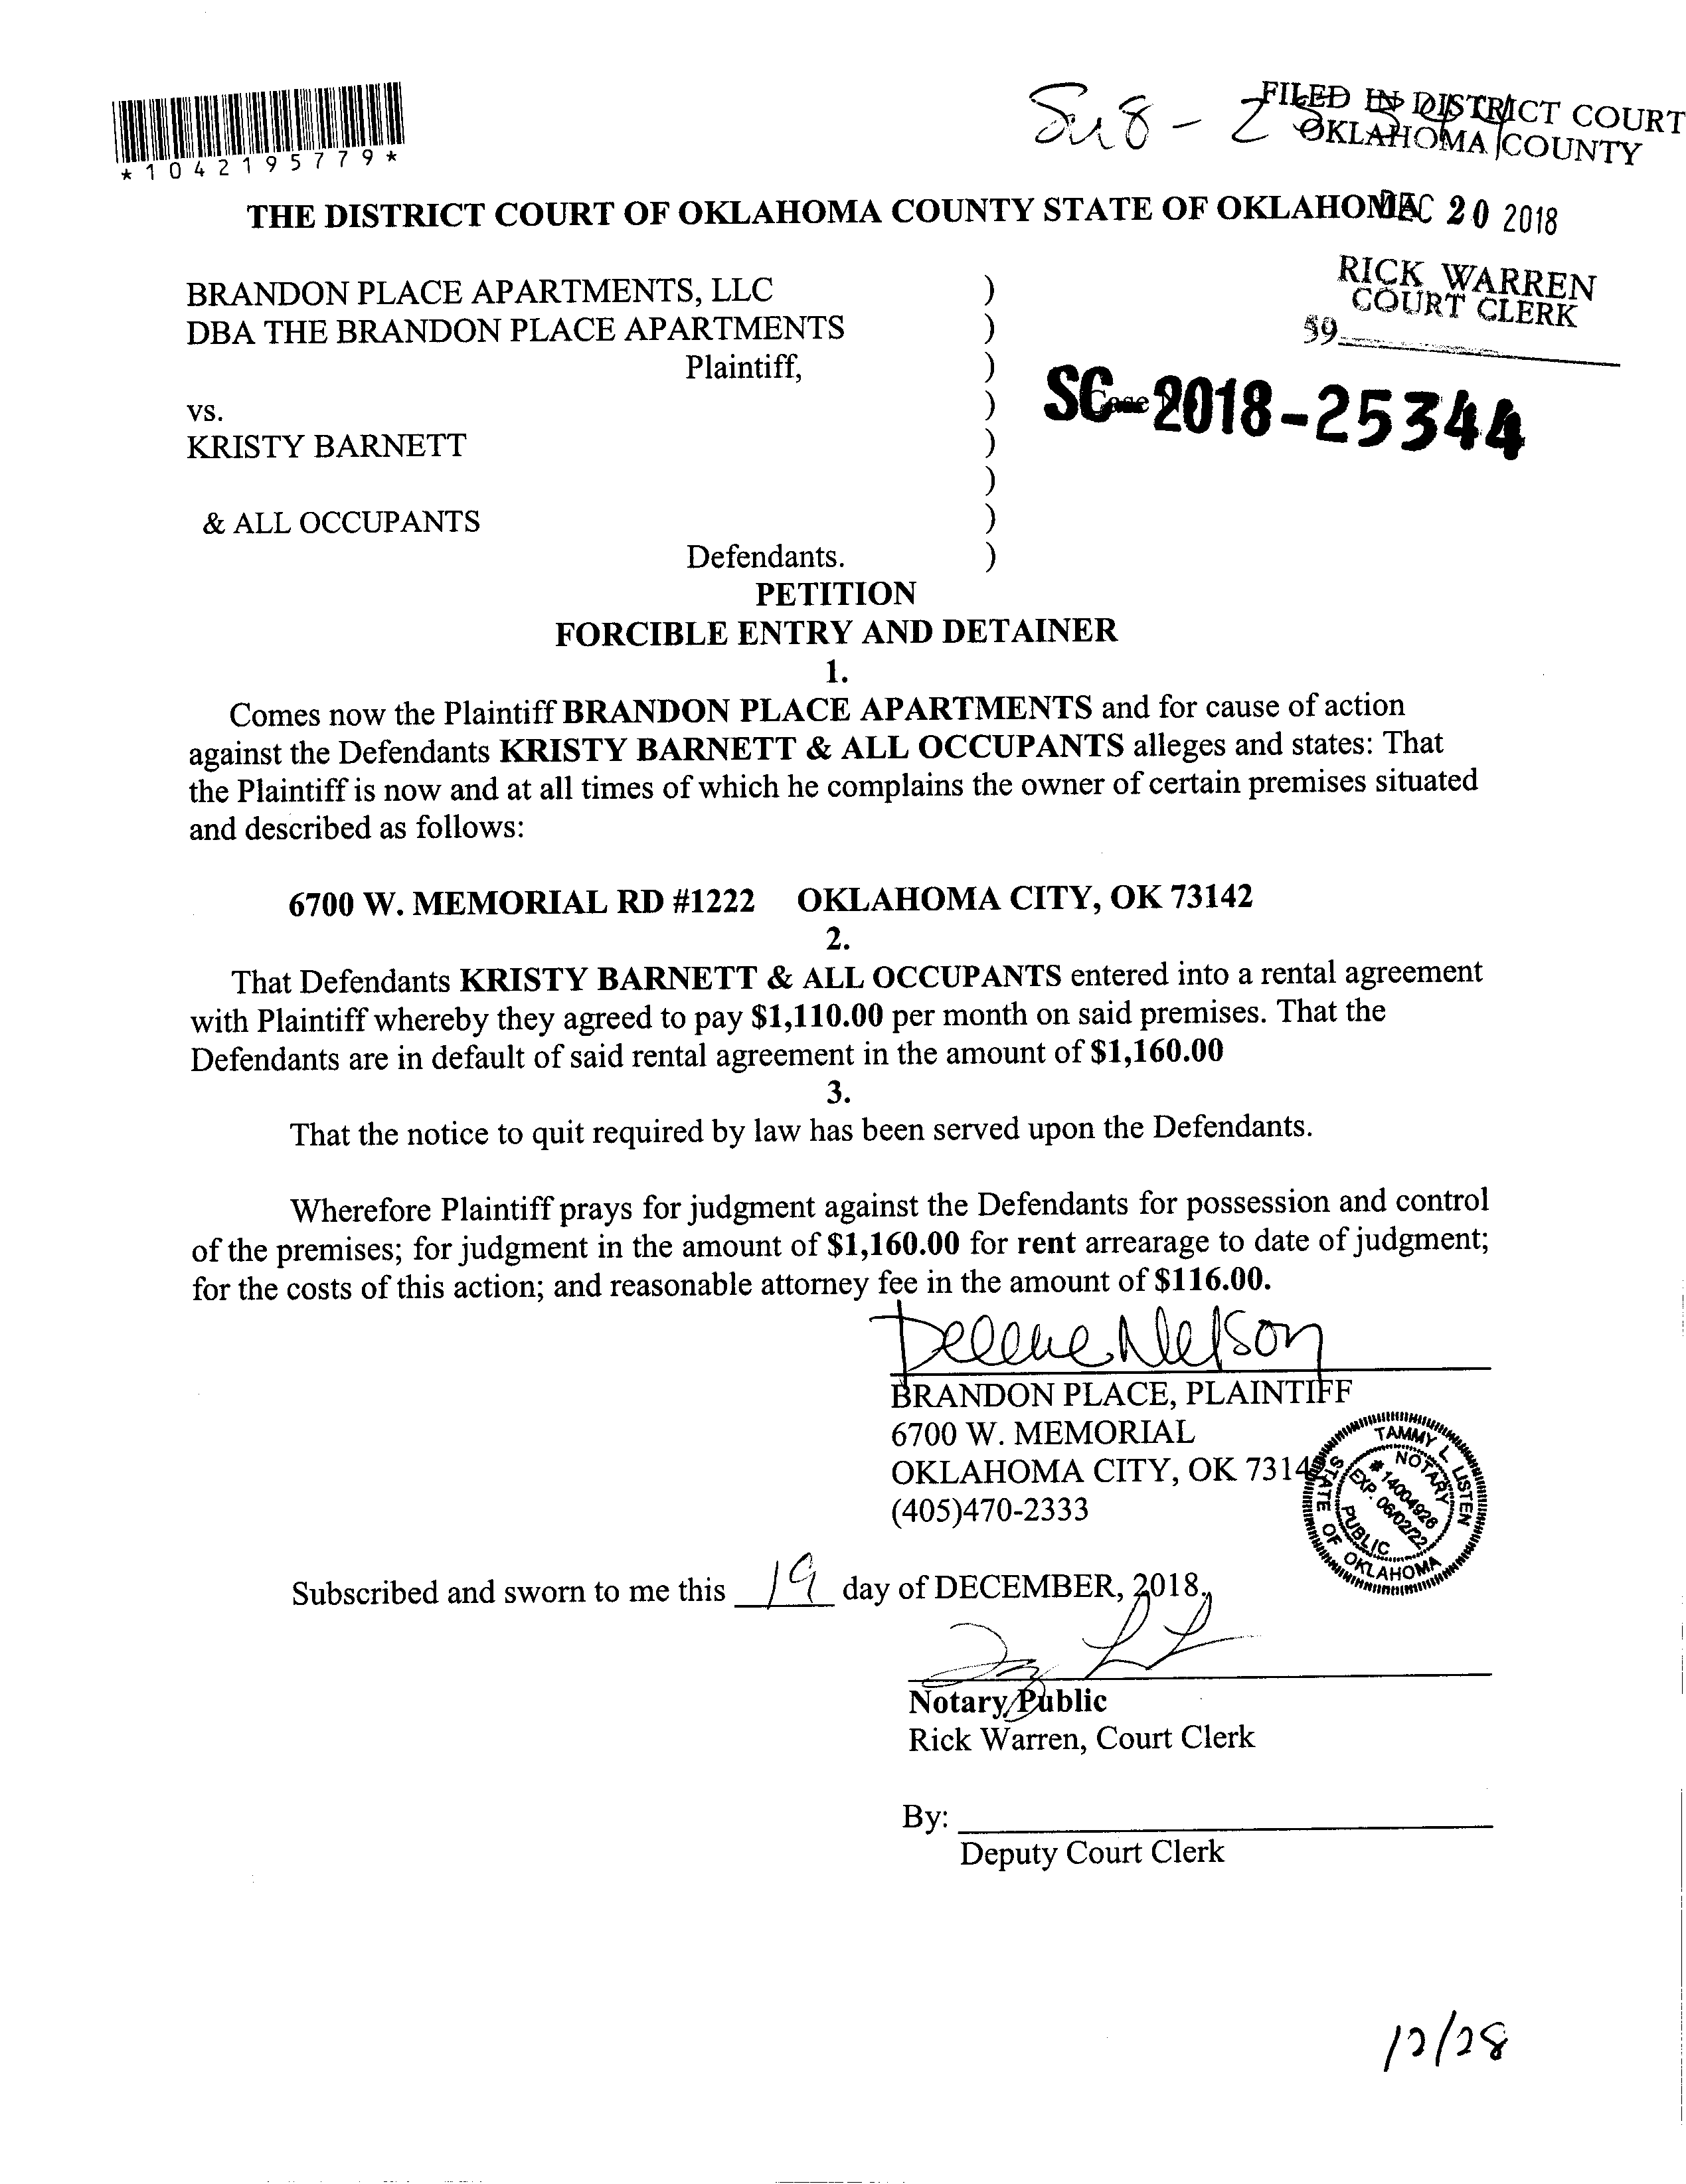 *1042195779*
FILED IN DISTRICT COURT
OKLAHOMA COUNTY
THE DISTRICT COURT OF OKLAHOMA COUNTY STATE OF OKLAHOMA
DEC 20 2018
RICK WARREN
COURT CLERK
39
BRANDON PLACE APARTMENTS, LLC )
DBA THE BRANDON PLACE APARTMENTS )
Plaintiff, )
vs. )
SC-2018-25344
KRISTY BARNETT )
)
& ALL OCCUPANTS )
Defendants. )
PETITION
FORCIBLE ENTRY AND DETAINER
1.
Comes now the Plaintiff BRANDON PLACE APARTMENTS and for cause of action
against the Defendants KRISTY BARNETT & ALL OCCUPANTS alleges and states: That
the Plaintiff is now and at all times of which he complains the owner of certain premises situated
and described as follows:
6700 W. MEMORIAL RD #1222 OKLAHOMA CITY, OK 73142
2.
That Defendants KRISTY BARNETT & ALL OCCUPANTS entered into a rental agreement
with Plaintiff whereby they agreed to pay $1,110.00 per month on said premises. That the
Defendants are in default of said rental agreement in the amount of $1,160.00
3.
That the notice to quit required by law has been served upon the Defendants.
Wherefore Plaintiff prays for judgment against the Defendants for possession and control
of the premises; for judgment in the amount of $1,160.00 for rent arrearage to date of judgment;
for the costs of this action; and reasonable attorney fee in the amount of $116.00.
Nelson
BRANDON PLACE, PLAINTIFF
6700 W. MEMORIAL
OKLAHOMA CITY, OK 7314
(405)470-2333
TAMMY L. LISTEN
NOTARY
# 14004926
EXP. 06/02/22
PUBLIC
STATE OF OKLAHOMA
Subscribed and sworn to me this 19 day of DECEMBER, 2018.
Notary Public
Rick Warren, Court Clerk
By:
Deputy Court Clerk
12/28